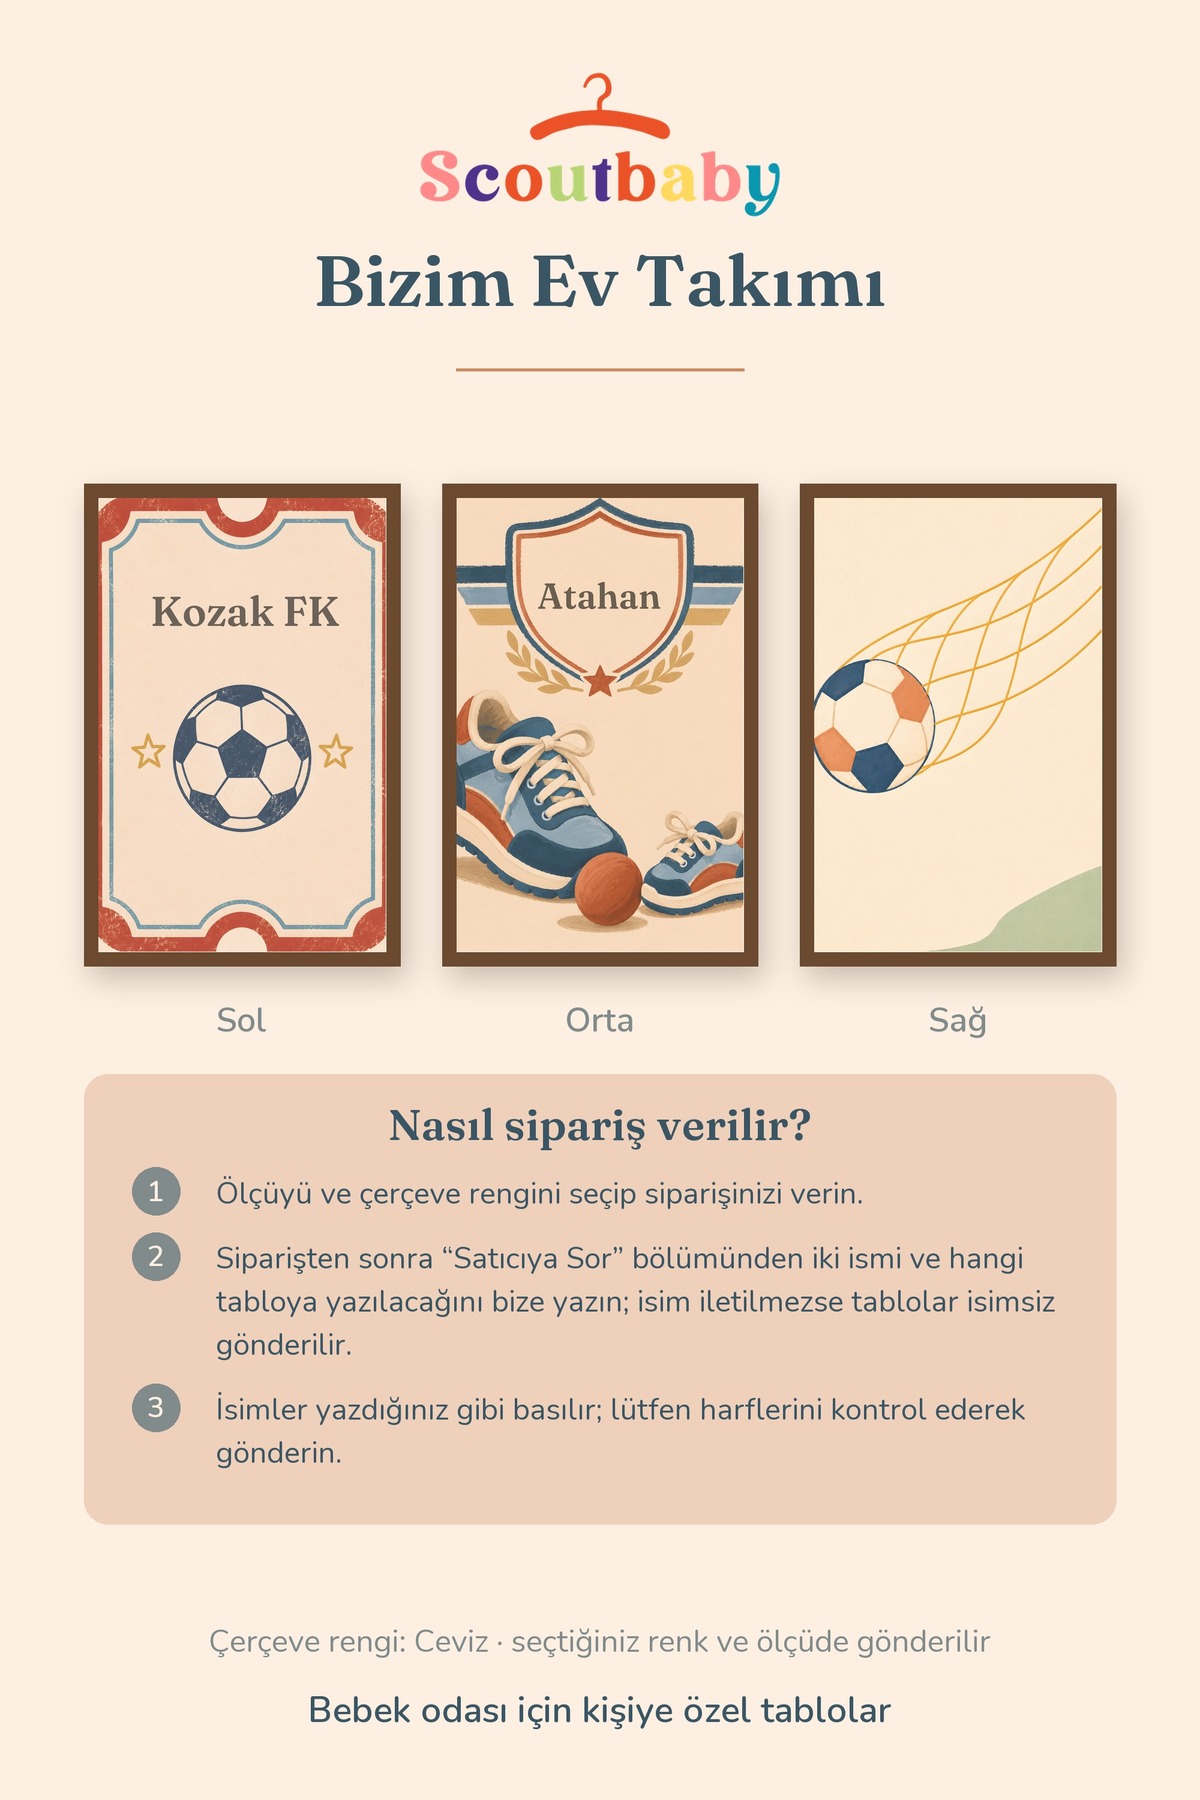 Scoutbaby
Bizim Ev Takımı
Kozak FK
Atahan
Sol
Orta
Sağ
Nasıl sipariş verilir?
1 Ölçüyü ve çerçeve rengini seçip siparişinizi verin.
2 Siparişten sonra “Satıcıya Sor” bölümünden iki ismi ve hangi
tabloya yazılacağını bize yazın; isim iletilmezse tablolar isimsiz
gönderilir.
3 İsimler yazdığınız gibi basılır; lütfen harflerini kontrol ederek
gönderin.
Çerçeve rengi: Ceviz · seçtiğiniz renk ve ölçüde gönderilir
Bebek odası için kişiye özel tablolar